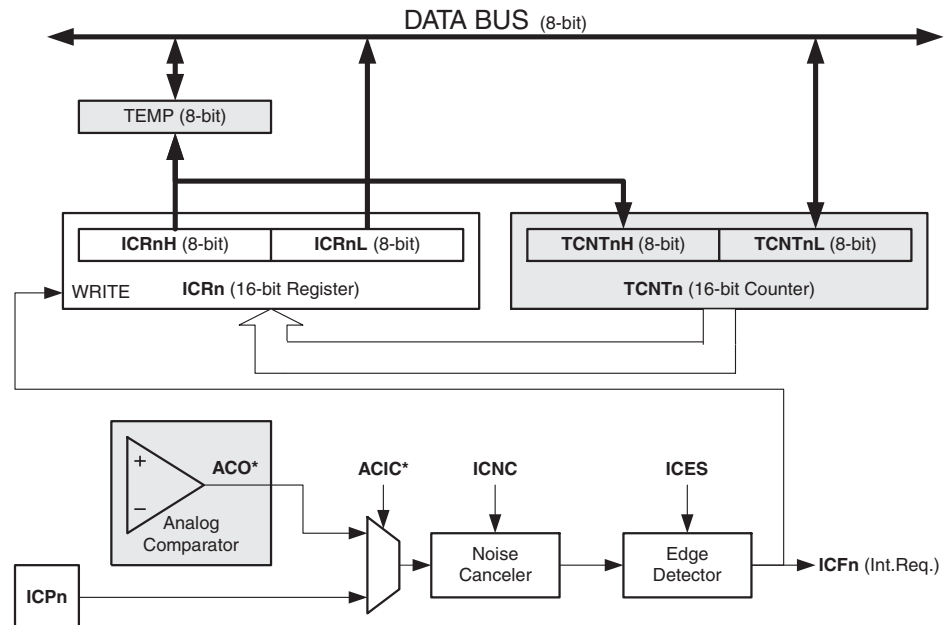 DATA BUS (8-bit)
TEMP (8-bit)
ICRnH (8-bit)
ICRnL (8-bit)
TCNTnH (8-bit)
TCNTnL (8-bit)
WRITE
ICRn (16-bit Register)
TCNTn (16-bit Counter)
+
−
ACO*
Analog
Comparator
ACIC*
ICNC
ICES
Noise
Canceler
Edge
Detector
ICFn (Int.Req.)
ICPn